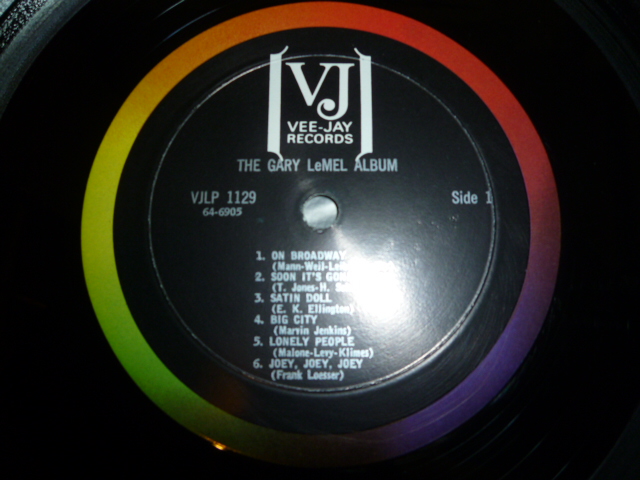 VJ
VEE-JAY
RECORDS
THE GARY LeMEL ALBUM
VJLP 1129
Side 1
64-6905
1. ON BROADWAY
(Mann-Weil-
2. SOON IT'S
(T. Jones-H.
3. SATIN DOLL
(E. K. Ellington)
4. BIG CITY
(Marvin Jenkins)
5. LONELY PEOPLE
(Malone-Levy-Klimes)
6. JOEY, JOEY, JOEY
(Frank Loesser)